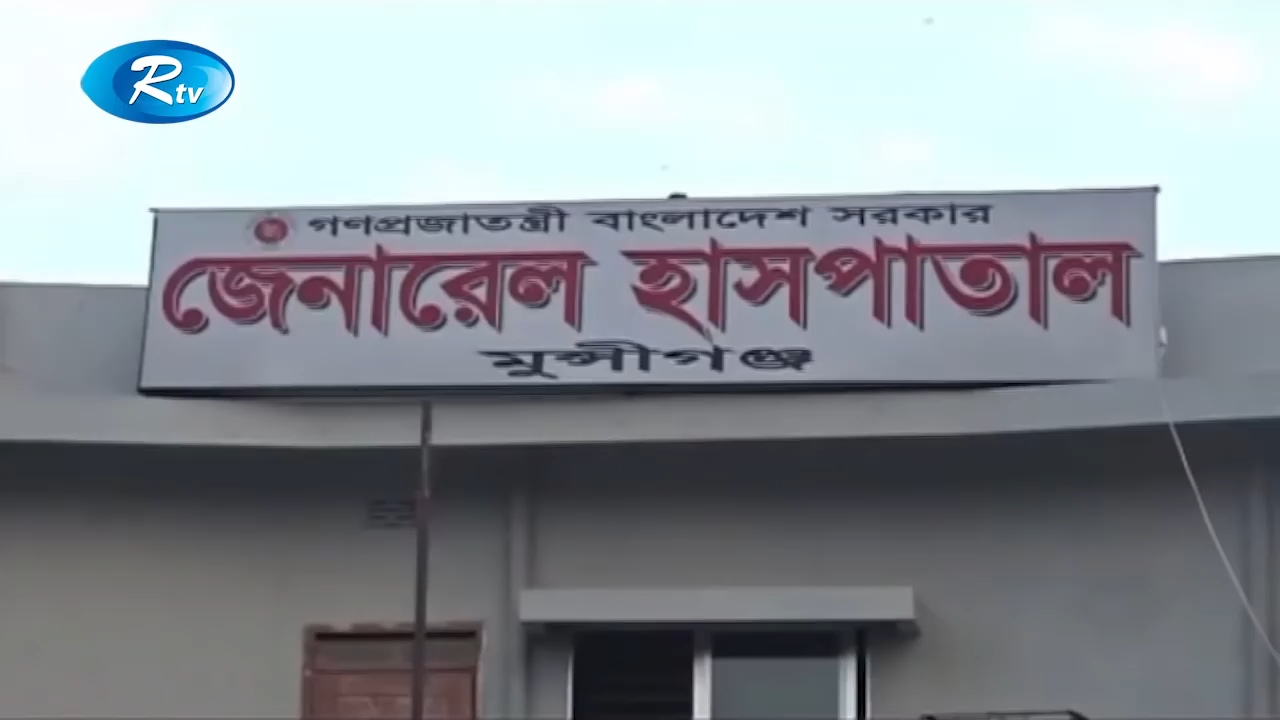 Rtv
গণপ্রজাতন্ত্রী বাংলাদেশ সরকার
জেনারেল হাসপাতাল
মুন্সীগঞ্জ